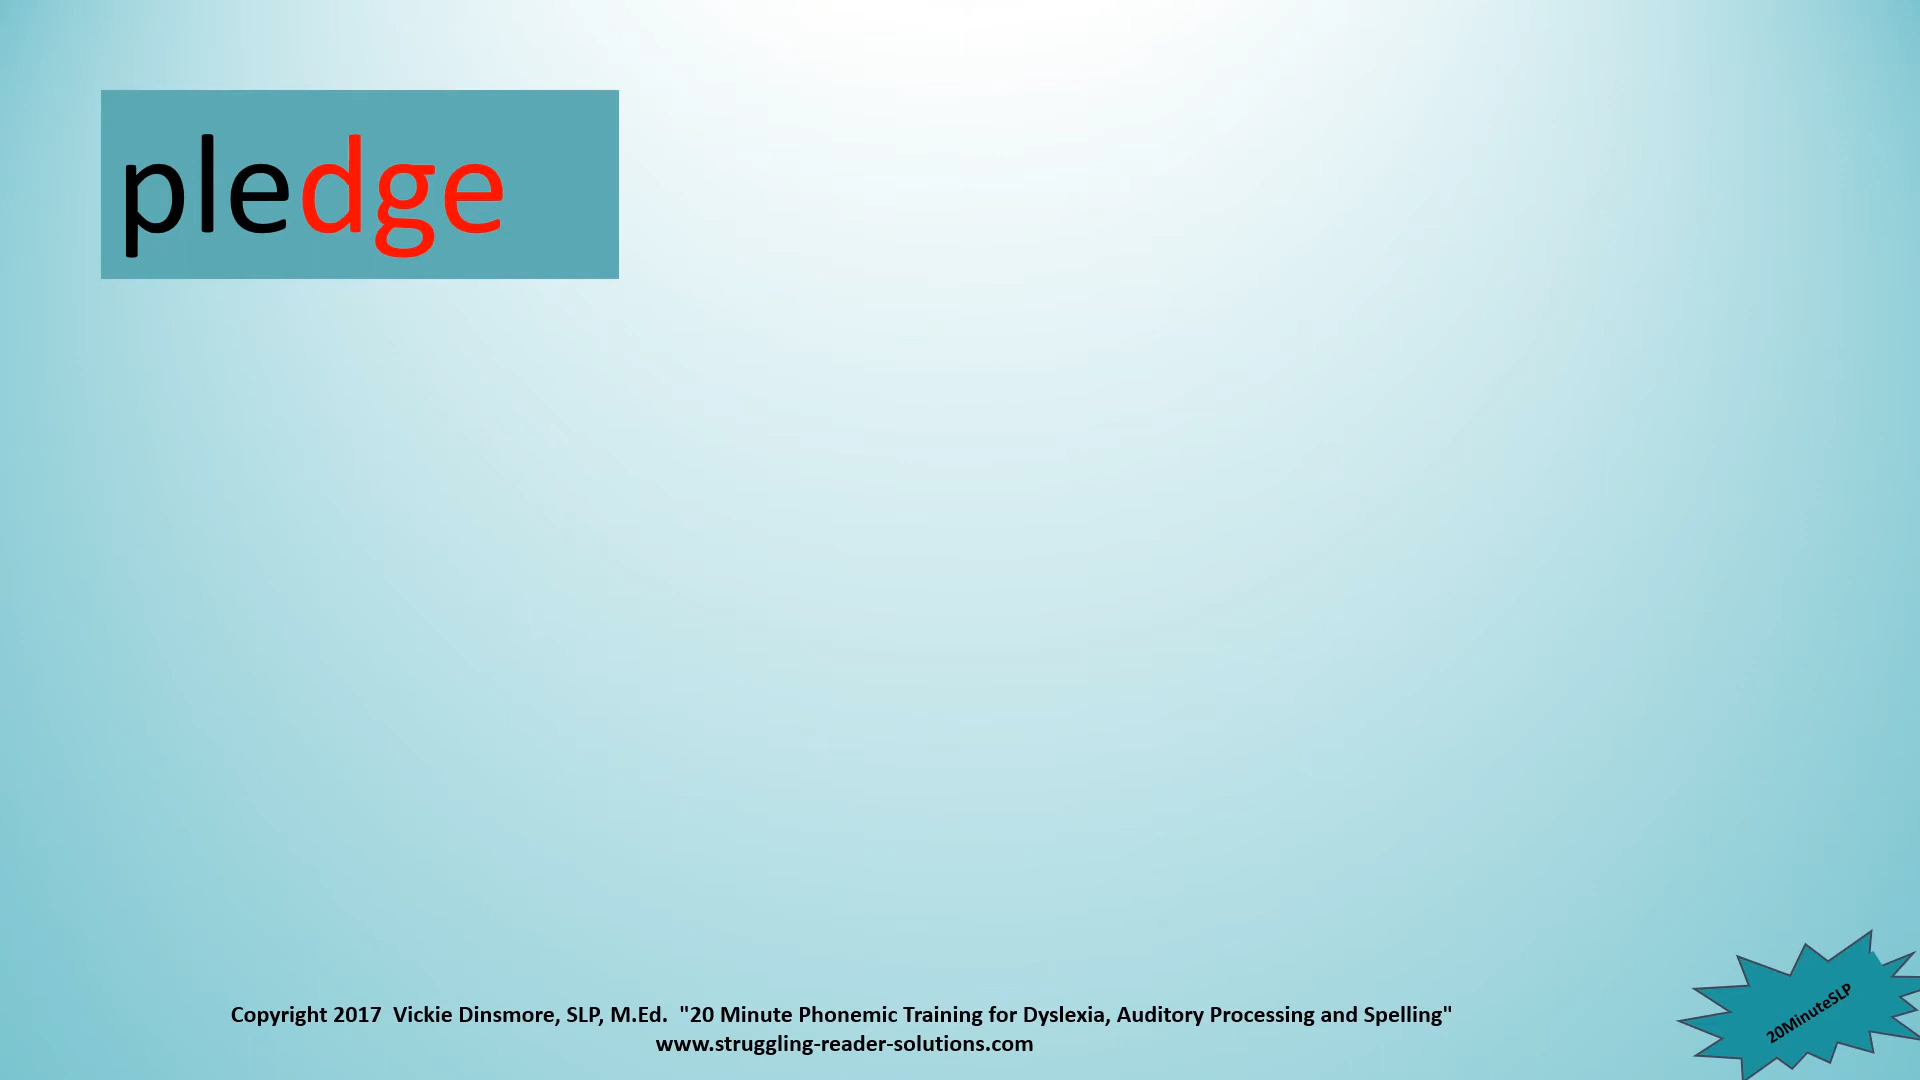 pledge
Copyright 2017  Vickie Dinsmore, SLP, M.Ed.  "20 Minute Phonemic Training for Dyslexia, Auditory Processing and Spelling"
www.struggling-reader-solutions.com
20MinuteSLP